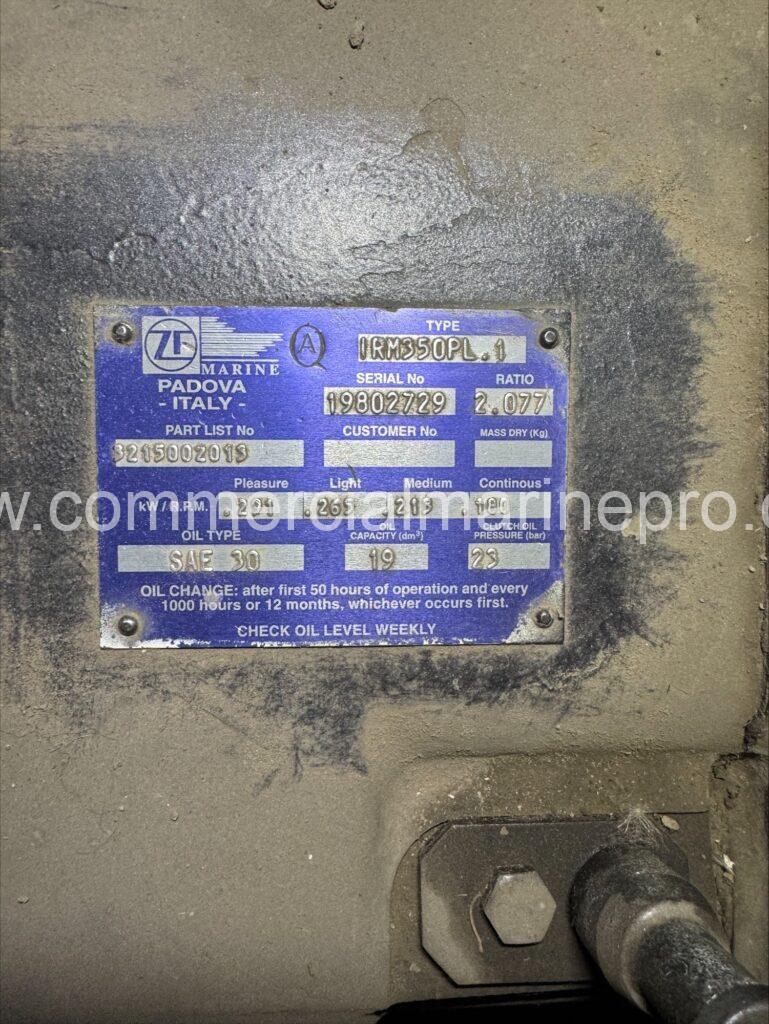 ZF MARINE
PADOVA
- ITALY -
A
TYPE
IRM350PL.1
SERIAL No RATIO
19802729 2.077
PART LIST No CUSTOMER No MASS DRY (Kg)
3215002013
Pleasure Light Medium Continous
kW / R.P.M. .265 .213
OIL TYPE OIL CAPACITY (dm³) CLUTCH OIL PRESSURE (bar)
SAE 30 19 23
OIL CHANGE: after first 50 hours of operation and every
1000 hours or 12 months, whichever occurs first.
CHECK OIL LEVEL WEEKLY
w.commercialmarinepro.c